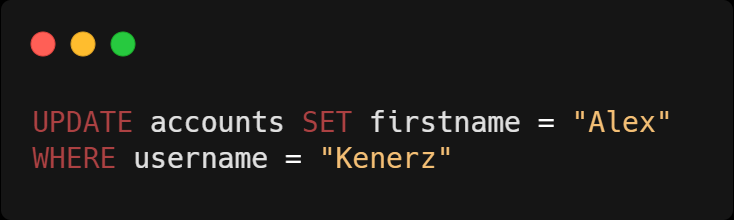 UPDATE accounts SET firstname = "Alex"
WHERE username = "Kenerz"